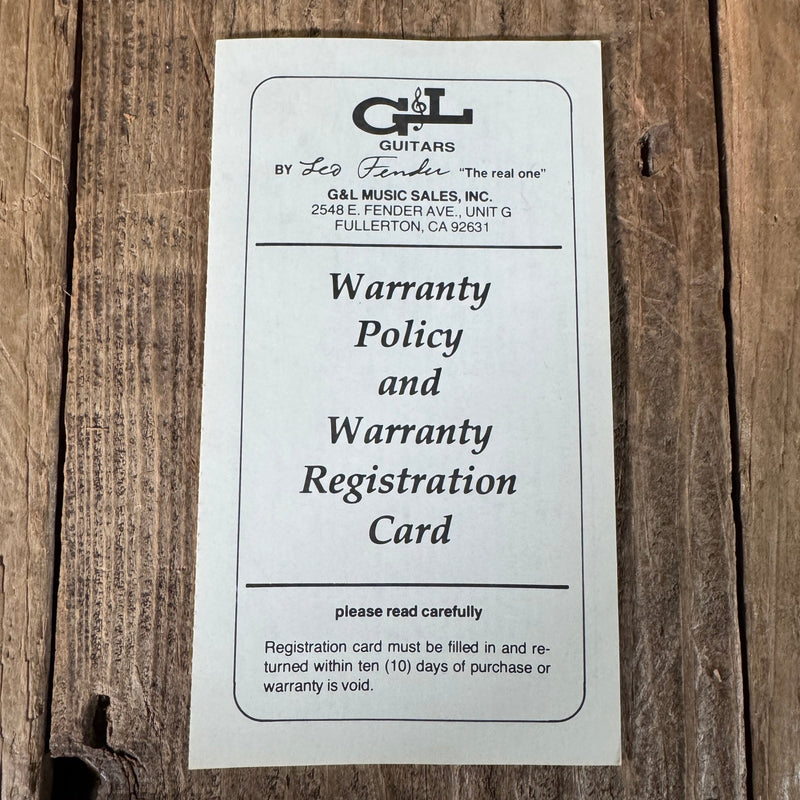 G&L
GUITARS
BY Leo Fender "The real one"
G&L MUSIC SALES, INC.
2548 E. FENDER AVE., UNIT G
FULLERTON, CA 92631
Warranty
Policy
and
Warranty
Registration
Card
please read carefully
Registration card must be filled in and re-
turned within ten (10) days of purchase or
warranty is void.